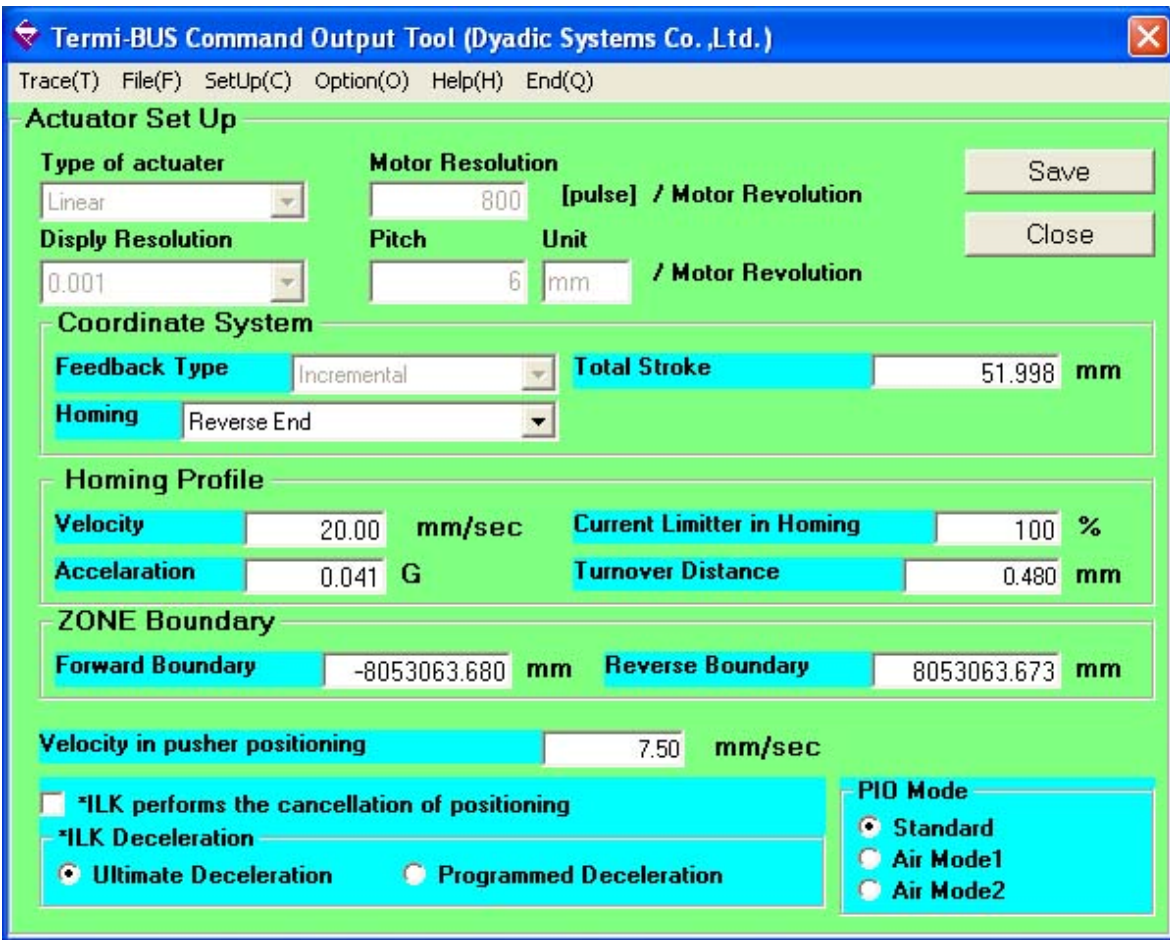 Termi-BUS Command Output Tool (Dyadic Systems Co.,Ltd.)
Trace(T) File(F) SetUp(C) Option(O) Help(H) End(Q)
Actuator Set Up
Type of actuater Motor Resolution
Linear 800 [pulse] / Motor Revolution Save
Disply Resolution Pitch Unit Close
0.001 6 mm / Motor Revolution
Coordinate System
Feedback Type Incremental Total Stroke 51.998 mm
Homing Reverse End
Homing Profile
Velocity 20.00 mm/sec Current Limitter in Homing 100 %
Accelaration 0.041 G Turnover Distance 0.480 mm
ZONE Boundary
Forward Boundary -8053063.680 mm Reverse Boundary 8053063.673 mm
Velocity in pusher positioning 7.50 mm/sec
*ILK performs the cancellation of positioning
*ILK Deceleration
Ultimate Deceleration Programmed Deceleration
PIO Mode
Standard
Air Mode1
Air Mode2